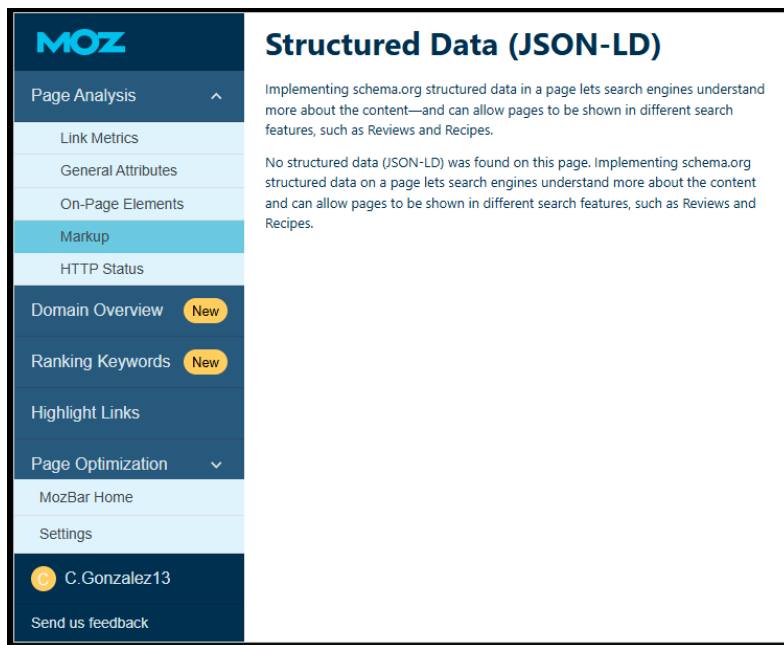 MOZ
Page Analysis
Link Metrics
General Attributes
On-Page Elements
Markup
HTTP Status
Domain Overview New
Ranking Keywords New
Highlight Links
Page Optimization
MozBar Home
Settings
C C.Gonzalez13
Send us feedback
Structured Data (JSON-LD)
Implementing schema.org structured data in a page lets search engines understand
more about the content—and can allow pages to be shown in different search
features, such as Reviews and Recipes.
No structured data (JSON-LD) was found on this page. Implementing schema.org
structured data on a page lets search engines understand more about the content
and can allow pages to be shown in different search features, such as Reviews and
Recipes.